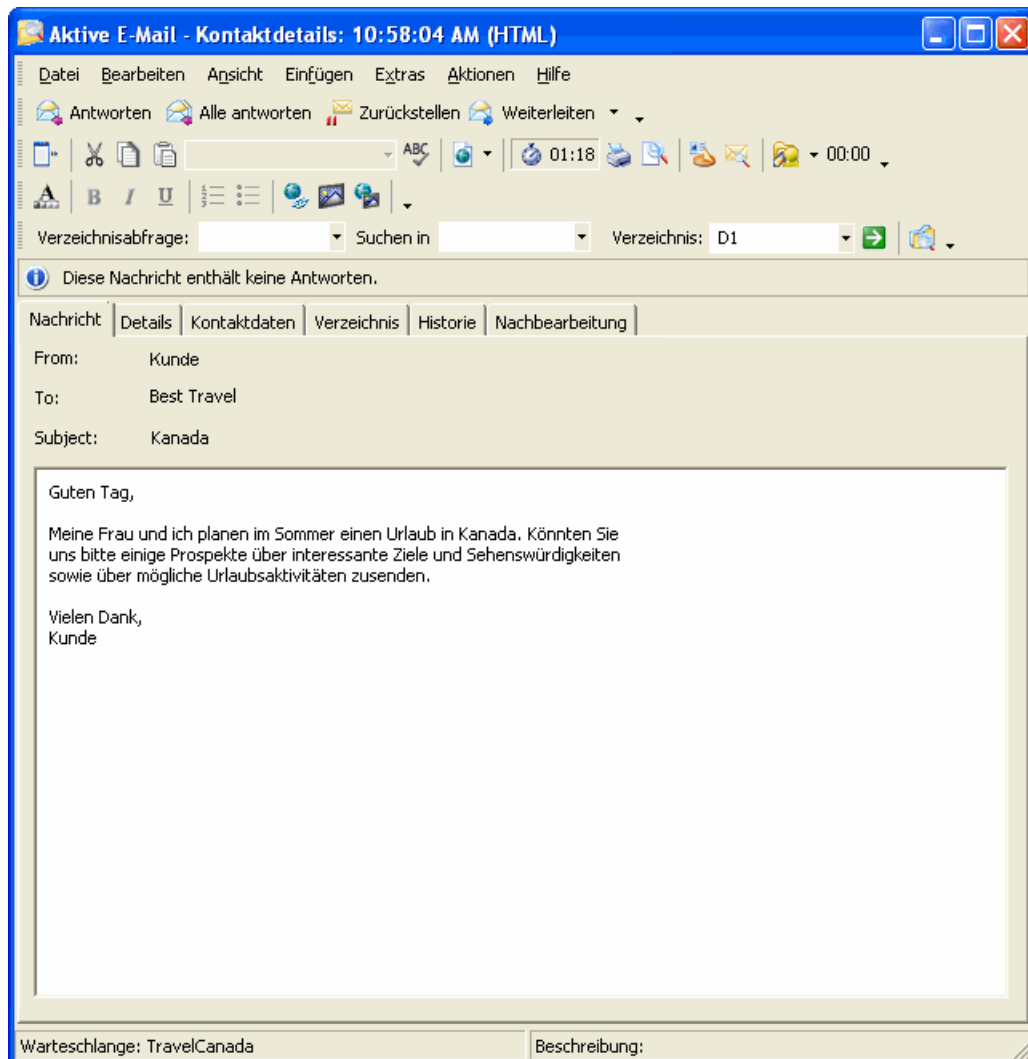 Aktive E-Mail - Kontaktdetails: 10:58:04 AM (HTML)
Datei Bearbeiten Ansicht Einfügen Extras Aktionen Hilfe
Antworten Alle antworten Zurückstellen Weiterleiten
ABC 01:18 00:00
A B I U
Verzeichnisabfrage: Suchen in Verzeichnis: D1
Diese Nachricht enthält keine Antworten.
Nachricht Details Kontaktdaten Verzeichnis Historie Nachbearbeitung
From: Kunde
To: Best Travel
Subject: Kanada
Guten Tag,
Meine Frau und ich planen im Sommer einen Urlaub in Kanada. Könnten Sie
uns bitte einige Prospekte über interessante Ziele und Sehenswürdigkeiten
sowie über mögliche Urlaubsaktivitäten zusenden.
Vielen Dank,
Kunde
Warteschlange: TravelCanada Beschreibung: